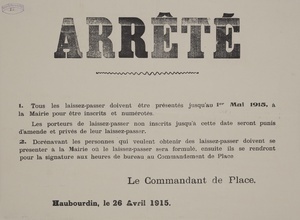 ARRÊTÉ
1. Tous les laissez-passer doivent être présentés jusqu'au 1er Mai 1915, a
la Mairie pour être inscrits et numérotés.
Les porteurs de laissez-passer non inscrits jusqu'à cette date seront punis
d'amende et privés de leur laissez-passer.
2. Dorénavant les personnes qui veulent obtenir des laissez-passer doivent se
présenter à la Mairie où le laissez-passer sera formulé, ensuite ils se rendront
pour la signature aux heures de bureau au Commandement de Place
Le Commandant de Place.
Haubourdin, le 26 Avril 1915.